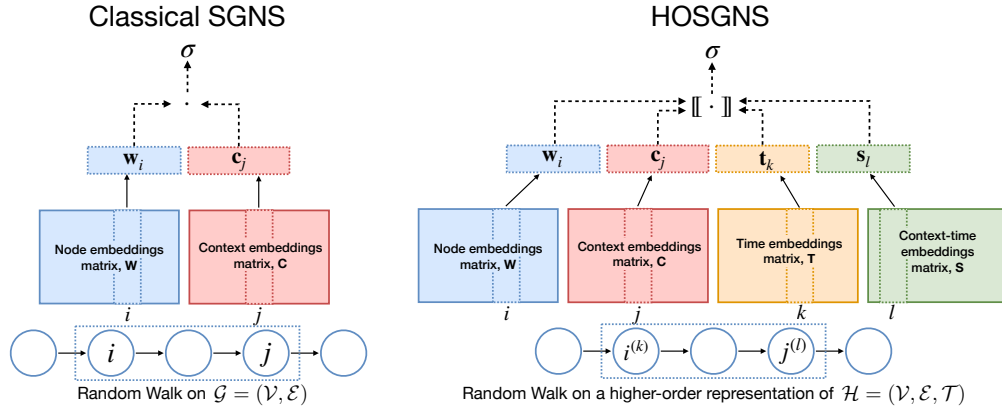 Classical SGNS
σ
·
w_i
c_j
Node embeddings
matrix, W
Context embeddings
matrix, C
i
j
i
j
Random Walk on 𝒢 = (𝒱, ℰ)
HOSGNS
σ
⟦ · ⟧
w_i
c_j
t_k
s_l
Node embeddings
matrix, W
Context embeddings
matrix, C
Time embeddings
matrix, T
Context-time
embeddings
matrix, S
i
j
k
l
i^(k)
j^(l)
Random Walk on a higher-order representation of ℋ = (𝒱, ℰ, 𝒯)